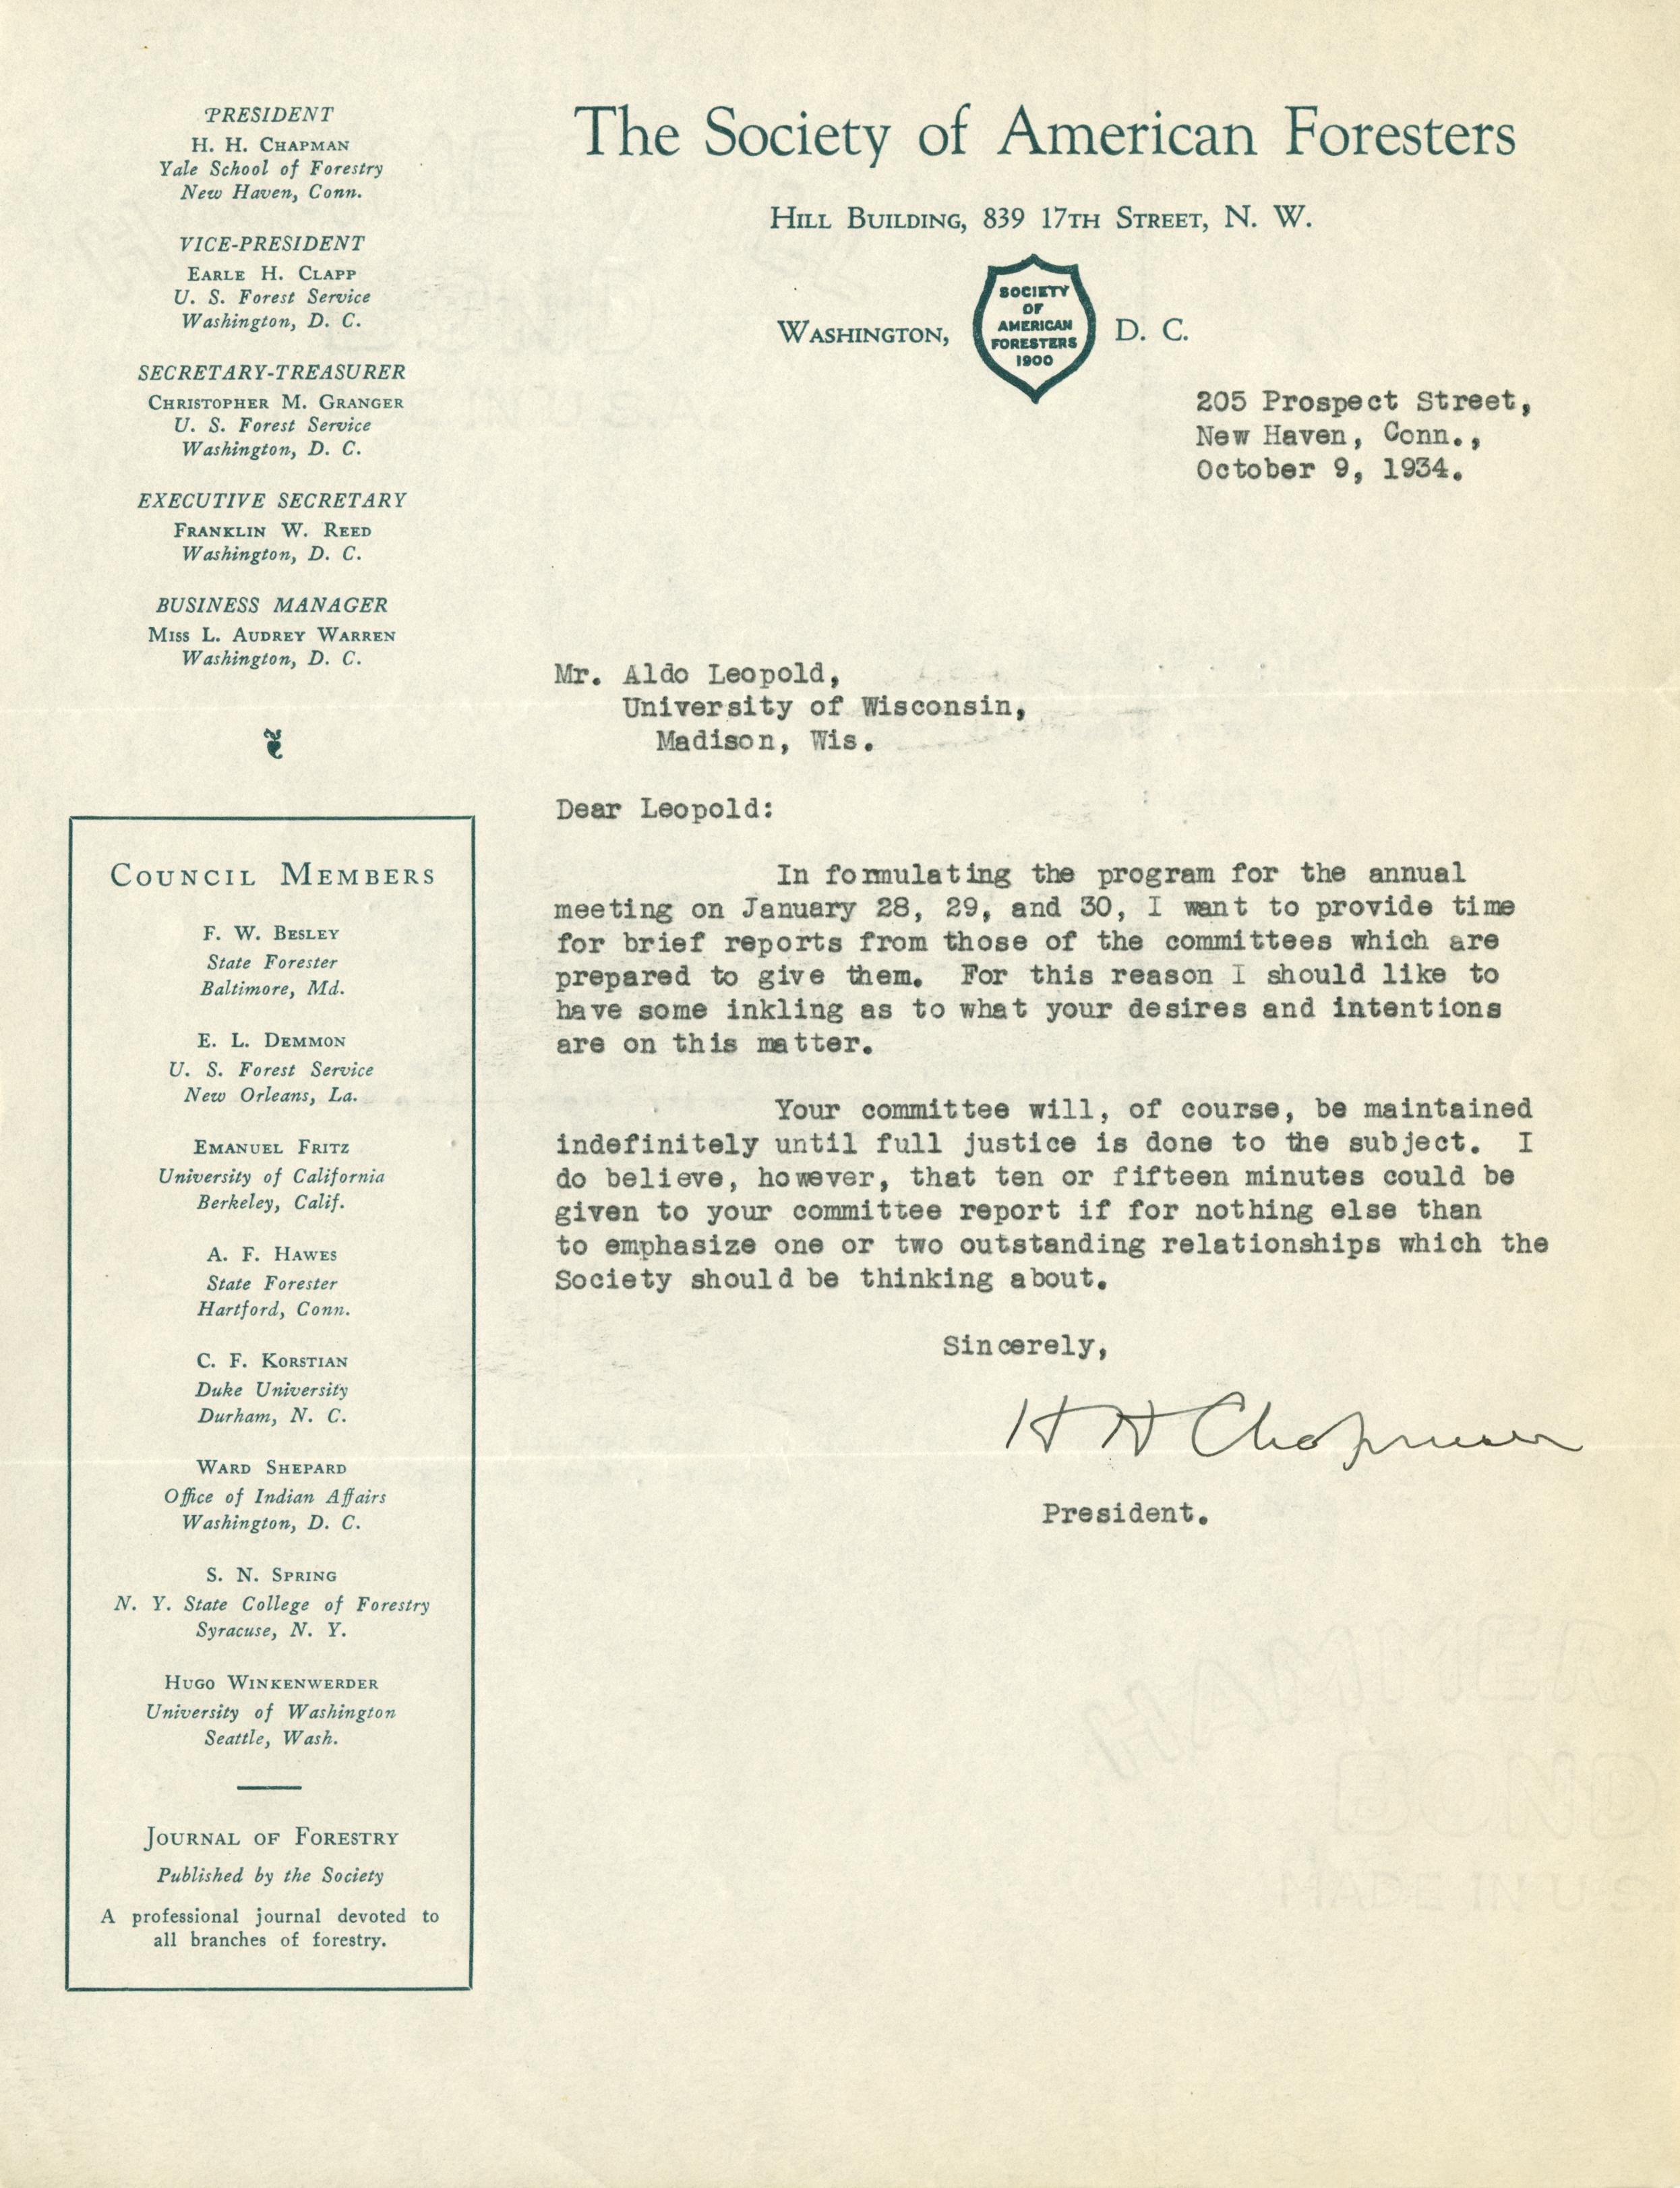 PRESIDENT
H. H. CHAPMAN
Yale School of Forestry
New Haven, Conn.
VICE-PRESIDENT
EARLE H. CLAPP
U. S. Forest Service
Washington, D. C.
SECRETARY-TREASURER
CHRISTOPHER M. GRANGER
U. S. Forest Service
Washington, D. C.
EXECUTIVE SECRETARY
FRANKLIN W. REED
Washington, D. C.
BUSINESS MANAGER
MISS L. AUDREY WARREN
Washington, D. C.
COUNCIL MEMBERS
F. W. BESLEY
State Forester
Baltimore, Md.
E. L. DEMMON
U. S. Forest Service
New Orleans, La.
EMANUEL FRITZ
University of California
Berkeley, Calif.
A. F. HAWES
State Forester
Hartford, Conn.
C. F. KORSTIAN
Duke University
Durham, N. C.
WARD SHEPARD
Office of Indian Affairs
Washington, D. C.
S. N. SPRING
N. Y. State College of Forestry
Syracuse, N. Y.
HUGO WINKENWERDER
University of Washington
Seattle, Wash.
JOURNAL OF FORESTRY
Published by the Society
A professional journal devoted to
all branches of forestry.
The Society of American Foresters
HILL BUILDING, 839 17TH STREET, N. W.
WASHINGTON, D. C.
SOCIETY
OF
AMERICAN
FORESTERS
1900
205 Prospect Street,
New Haven, Conn.,
October 9, 1934.
Mr. Aldo Leopold,
University of Wisconsin,
Madison, Wis.
Dear Leopold:
In formulating the program for the annual
meeting on January 28, 29, and 30, I want to provide time
for brief reports from those of the committees which are
prepared to give them. For this reason I should like to
have some inkling as to what your desires and intentions
are on this matter.
Your committee will, of course, be maintained
indefinitely until full justice is done to the subject. I
do believe, however, that ten or fifteen minutes could be
given to your committee report if for nothing else than
to emphasize one or two outstanding relationships which the
Society should be thinking about.
Sincerely,
H H Chapman
President.
MADE IN U S